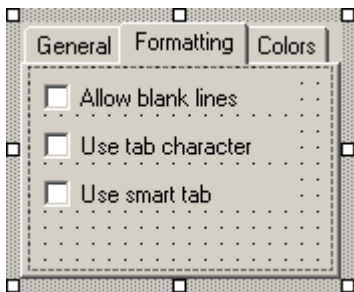 General Formatting Colors
Allow blank lines
Use tab character
Use smart tab